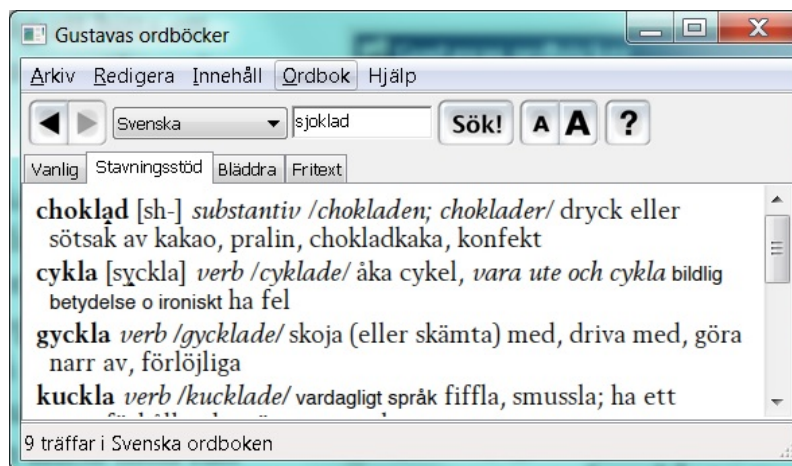 Gustavas ordböcker
Arkiv Redigera Innehåll Ordbok Hjälp
Svenska sjoklad Sök! A A ?
Vanlig Stavningsstöd Bläddra Fritext
choklad [sh-] substantiv /chokladen; choklader/ dryck eller
sötsak av kakao, pralin, chokladkaka, konfekt
cykla [syckla] verb /cyklade/ åka cykel, vara ute och cykla bildlig
betydelse o ironiskt ha fel
gyckla verb /gycklade/ skoja (eller skämta) med, driva med, göra
narr av, förlöjliga
kuckla verb /kucklade/ vardagligt språk fiffla, smussla; ha ett
9 träffar i Svenska ordboken